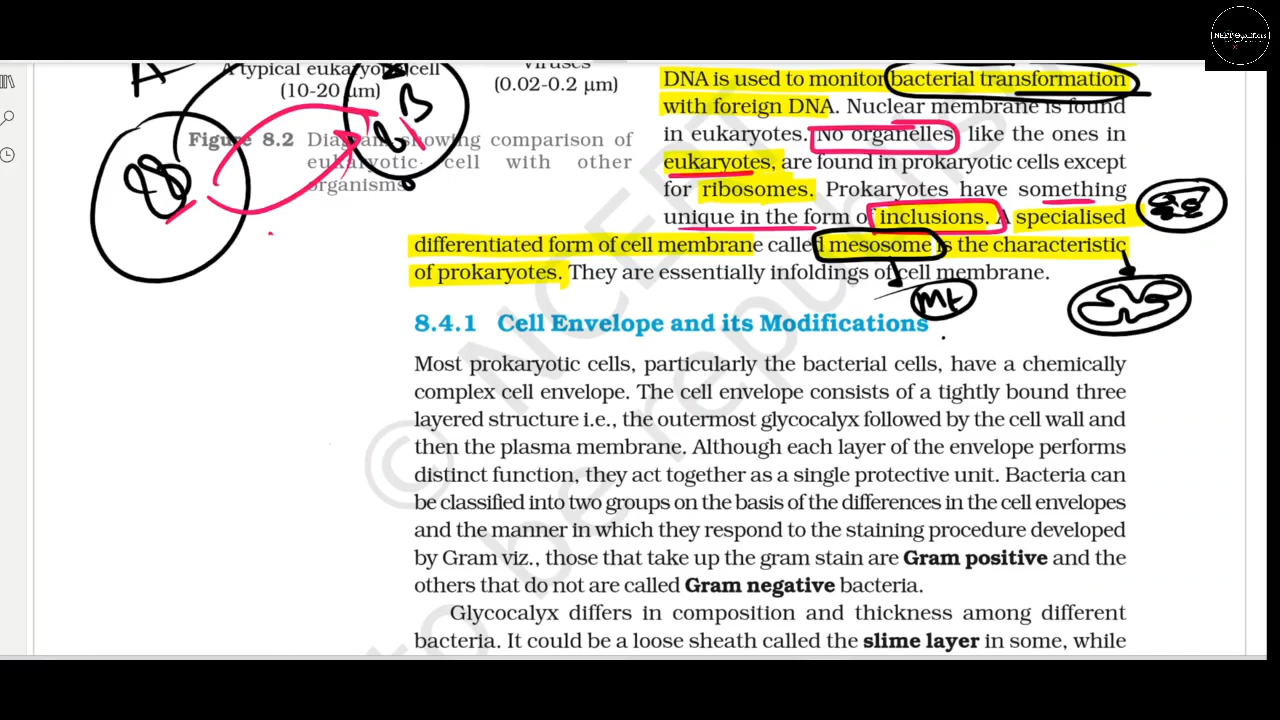 NEET
A
A typical eukaryotic cell
(10-20 μm)
Viruses
(0.02-0.2 μm)
B
Figure 8.2 Diagram showing comparison of
eukaryotic cell with other
organisms
DNA is used to monitor bacterial transformation
with foreign DNA. Nuclear membrane is found
in eukaryotes. No organelles, like the ones in
eukaryotes, are found in prokaryotic cells except
for ribosomes. Prokaryotes have something
unique in the form of inclusions. A specialised
differentiated form of cell membrane called mesosome is the characteristic
of prokaryotes. They are essentially infoldings of cell membrane.
Mt
8.4.1 Cell Envelope and its Modifications
Most prokaryotic cells, particularly the bacterial cells, have a chemically
complex cell envelope. The cell envelope consists of a tightly bound three
layered structure i.e., the outermost glycocalyx followed by the cell wall and
then the plasma membrane. Although each layer of the envelope performs
distinct function, they act together as a single protective unit. Bacteria can
be classified into two groups on the basis of the differences in the cell envelopes
and the manner in which they respond to the staining procedure developed
by Gram viz., those that take up the gram stain are Gram positive and the
others that do not are called Gram negative bacteria.
Glycocalyx differs in composition and thickness among different
bacteria. It could be a loose sheath called the slime layer in some, while
© NCERT
to be republis